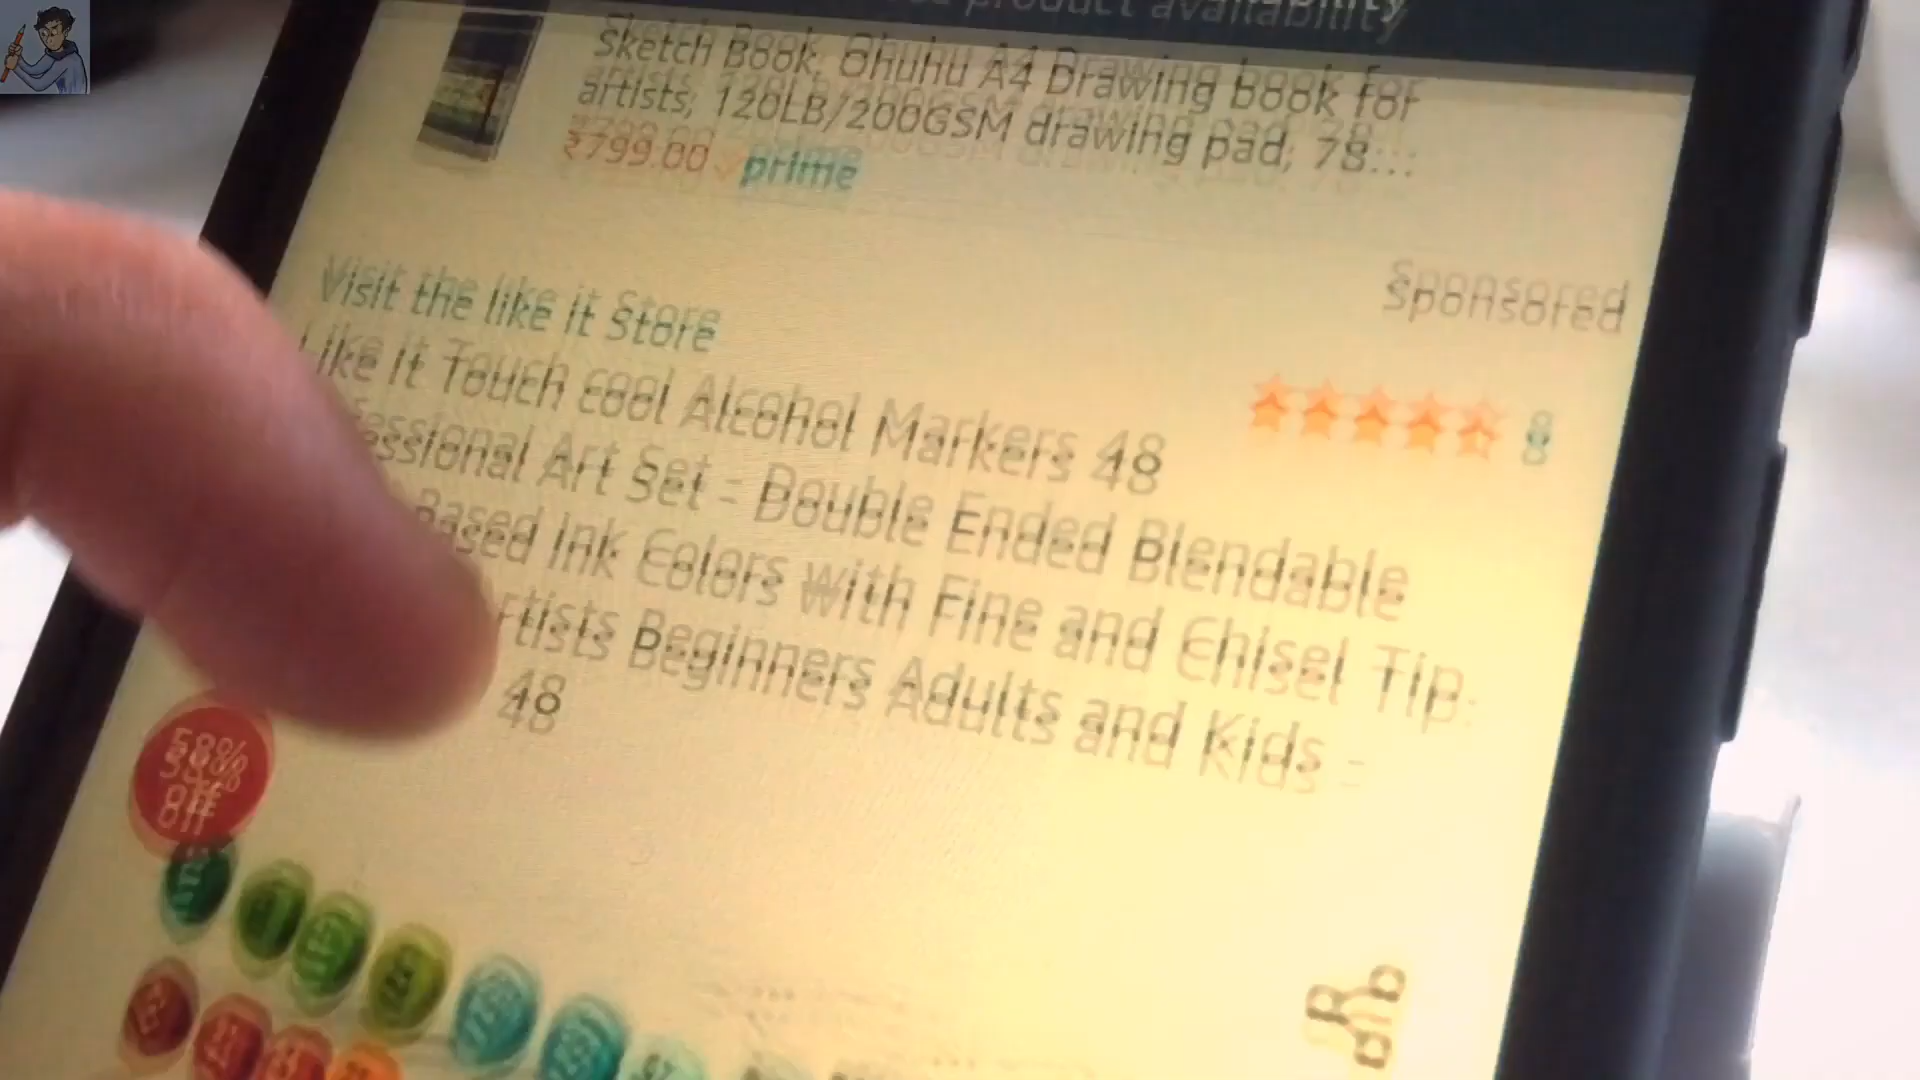 product availability
Sketch Book, Ohuhu A4 Drawing book for
artists, 120LB/200GSM drawing pad, 78...
₹799.00 prime
Sponsored
Visit the like it Store
Like it Touch cool Alcohol Markers 48
8
essional Art Set - Double Ended Blendable
Based Ink Colors with Fine and Chisel Tip.
rtists Beginners Adults and Kids -
48
58%
off